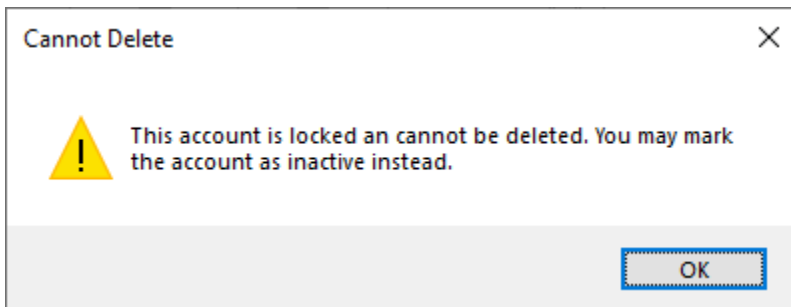 Cannot Delete
This account is locked an cannot be deleted. You may mark
the account as inactive instead.
OK